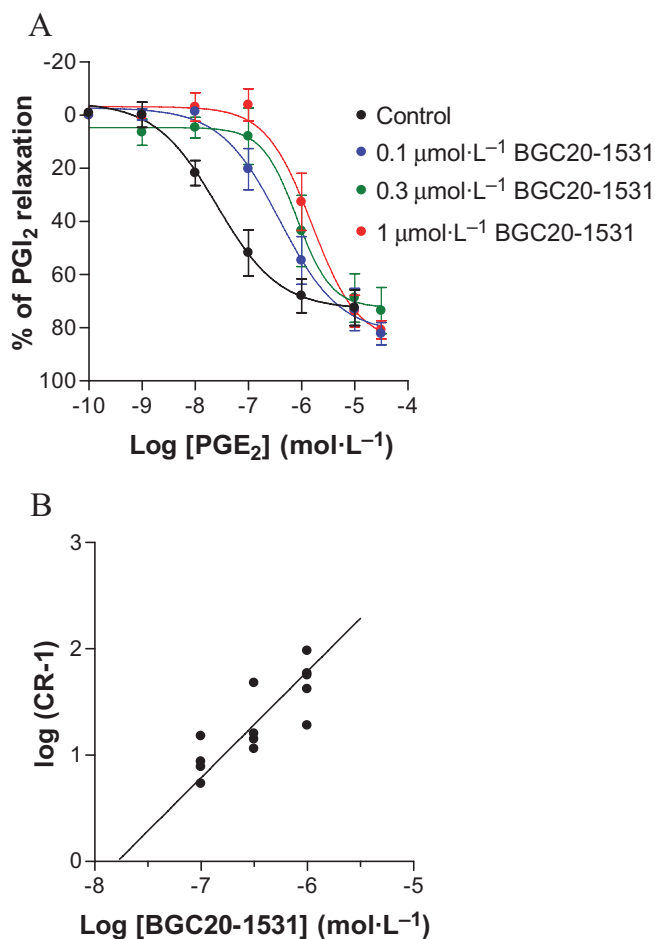 A
-20
0
20
40
60
80
100
% of PGI₂ relaxation
-10 -9 -8 -7 -6 -5 -4
Log [PGE₂] (mol·L⁻¹)
Control
0.1 μmol·L⁻¹ BGC20-1531
0.3 μmol·L⁻¹ BGC20-1531
1 μmol·L⁻¹ BGC20-1531
B
3
2
1
0
log (CR-1)
-8 -7 -6 -5
Log [BGC20-1531] (mol·L⁻¹)